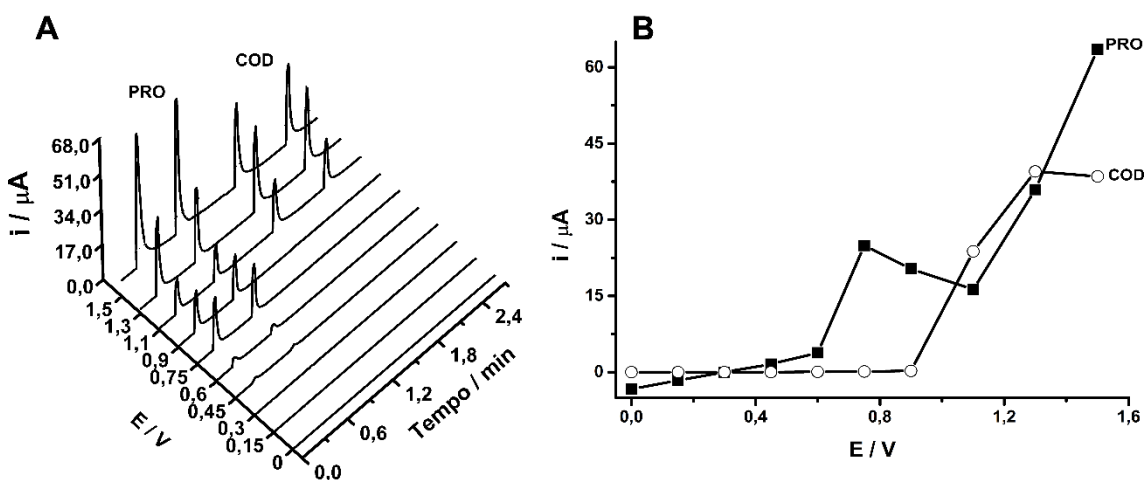 A
COD
PRO
68,0
51,0
34,0
17,0
0,0
i / µA
1,5
1,3
1,1
0,9
0,75
0,6
0,45
0,3
0,15
0
E / V
0,0
0,6
1,2
1,8
2,4
Tempo / min
B
PRO
COD
60
45
30
15
0
i / µA
0,0
0,4
0,8
1,2
1,6
E / V